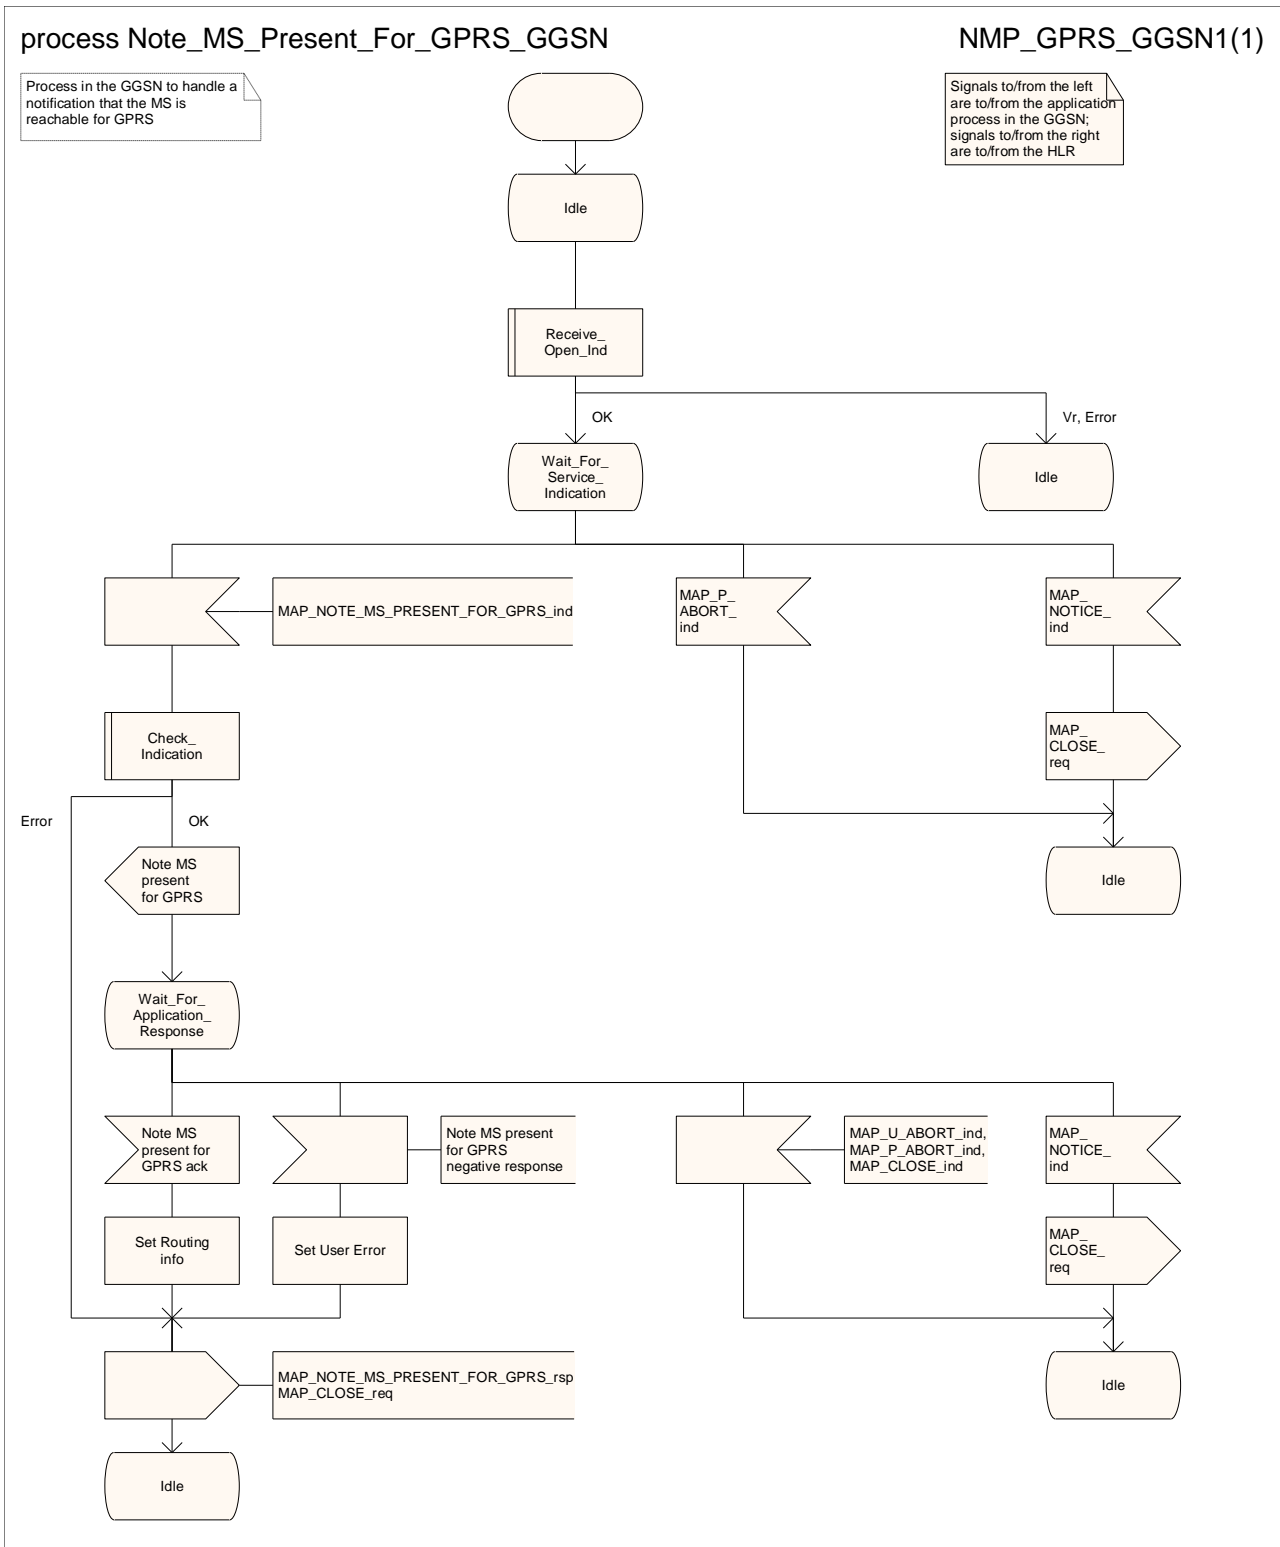 process Note_MS_Present_For_GPRS_GGSN
NMP_GPRS_GGSN1(1)
Process in the GGSN to handle a
notification that the MS is
reachable for GPRS
Signals to/from the left
are to/from the application
process in the GGSN;
signals to/from the right
are to/from the HLR
Idle
Receive_
Open_Ind
OK
Vr, Error
Wait_For_
Service_
Indication
Idle
MAP_NOTE_MS_PRESENT_FOR_GPRS_ind
MAP_P_
ABORT_
ind
MAP_
NOTICE_
ind
Check_
Indication
MAP_
CLOSE_
req
Error
OK
Note MS
present
for GPRS
Idle
Wait_For_
Application_
Response
Note MS
present for
GPRS ack
Note MS present
for GPRS
negative response
MAP_U_ABORT_ind,
MAP_P_ABORT_ind,
MAP_CLOSE_ind
MAP_
NOTICE_
ind
Set Routing
info
Set User Error
MAP_
CLOSE_
req
MAP_NOTE_MS_PRESENT_FOR_GPRS_rsp
MAP_CLOSE_req
Idle
Idle